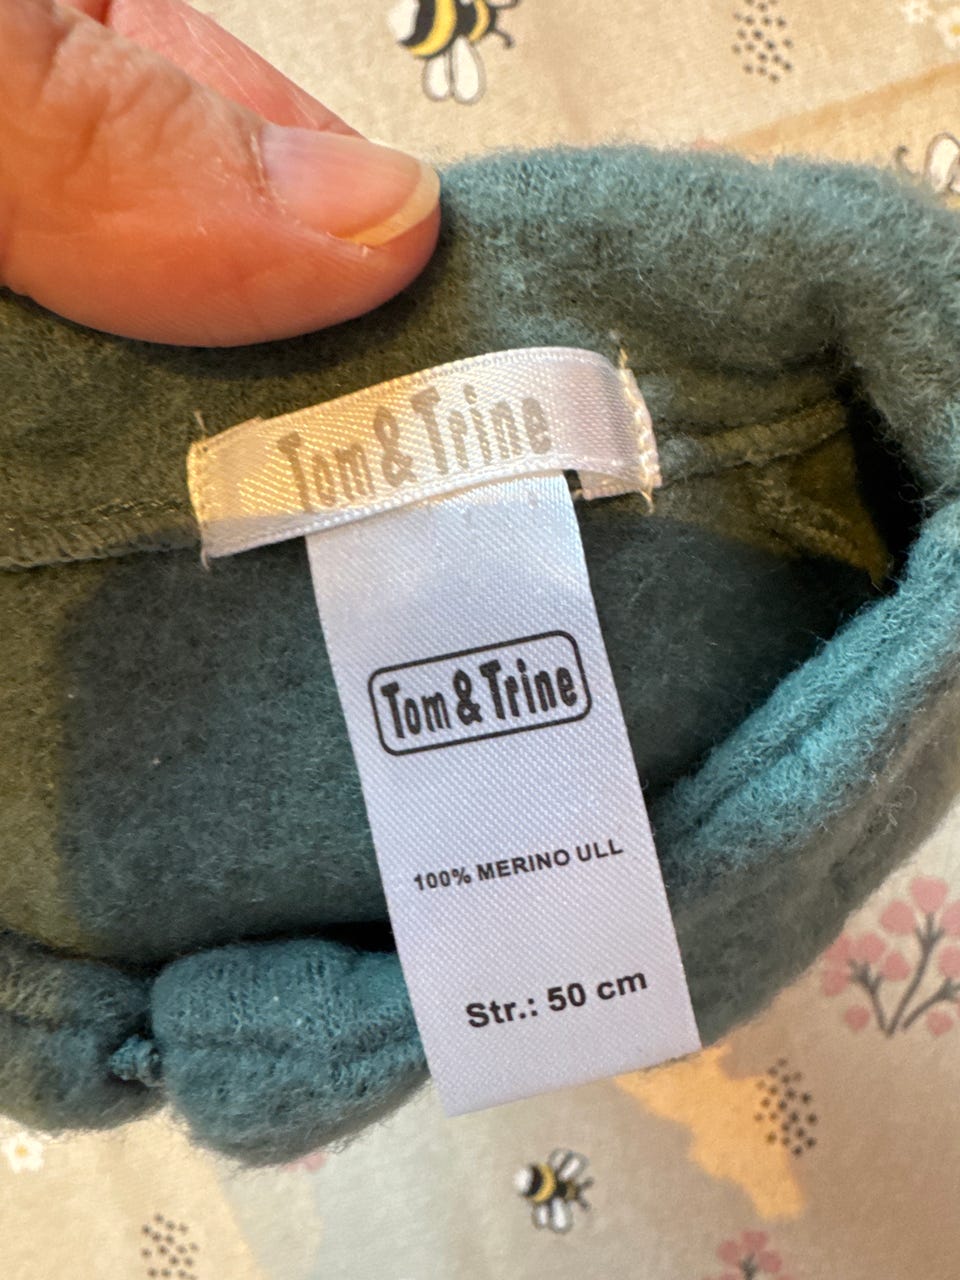 Tom & Trine
Tom & Trine
100% MERINO ULL
Str.: 50 cm